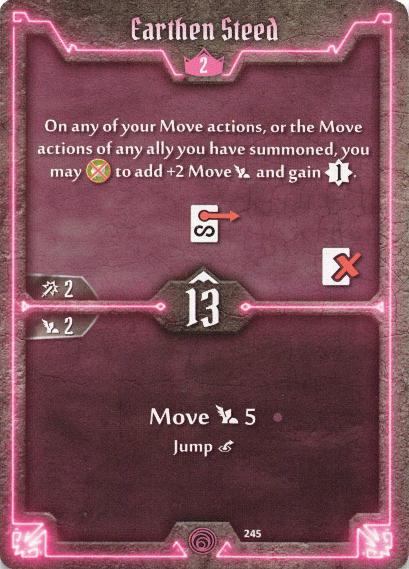 Earthen Steed
2
On any of your Move actions, or the Move
actions of any ally you have summoned, you
may to add +2 Move and gain 1.
2
13
2
Move 5
Jump
245